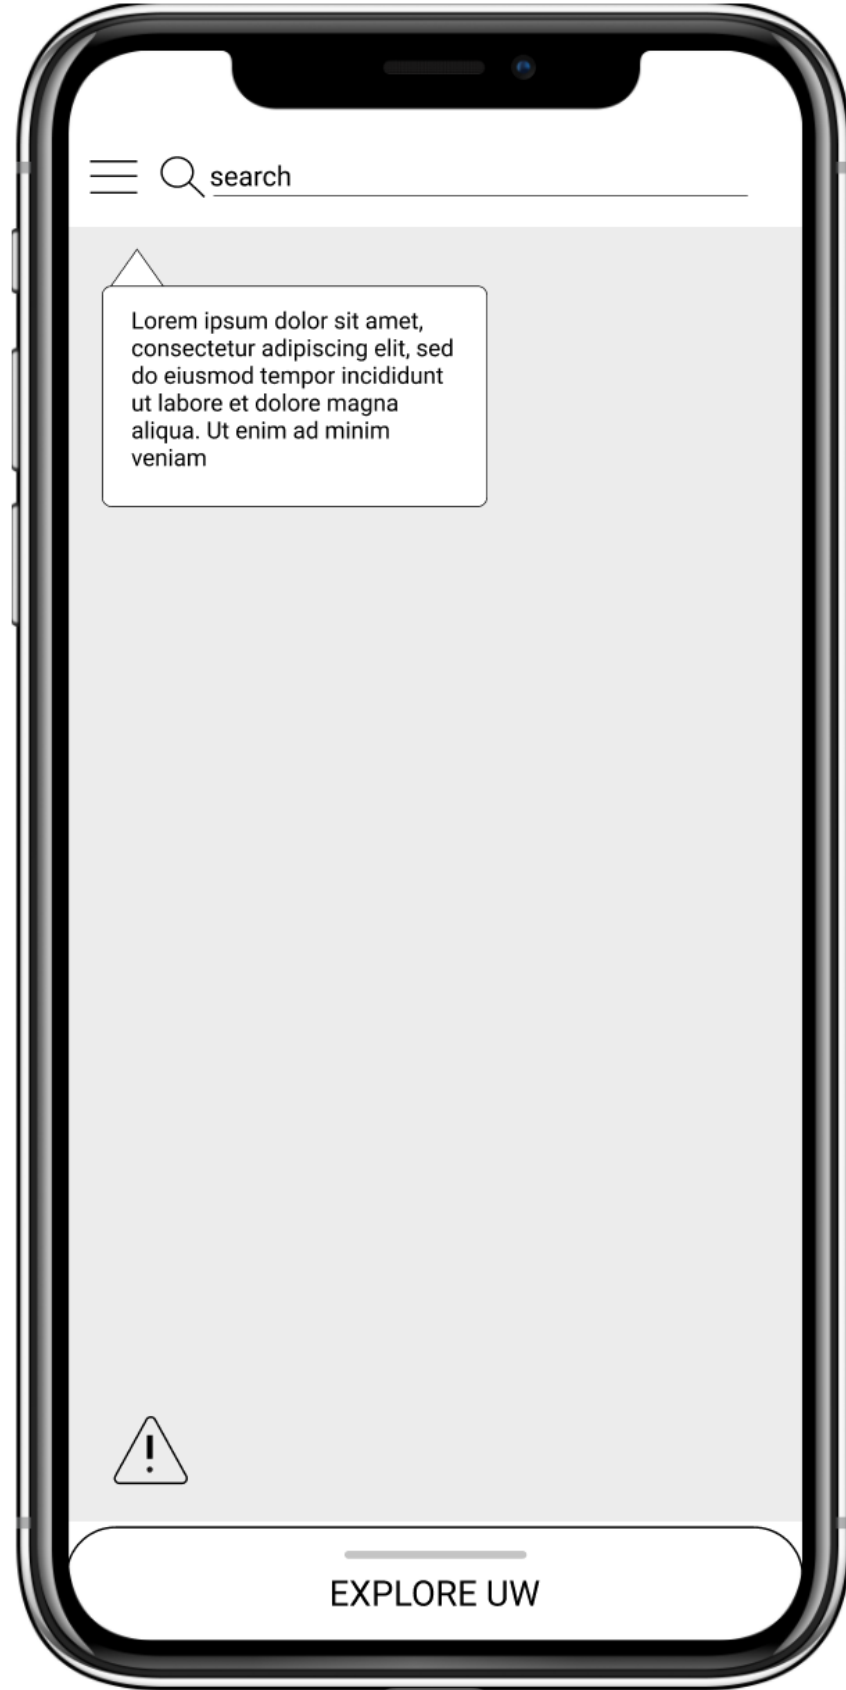 search
Lorem ipsum dolor sit amet,
consectetur adipiscing elit, sed
do eiusmod tempor incididunt
ut labore et dolore magna
aliqua. Ut enim ad minim
veniam
!
EXPLORE UW